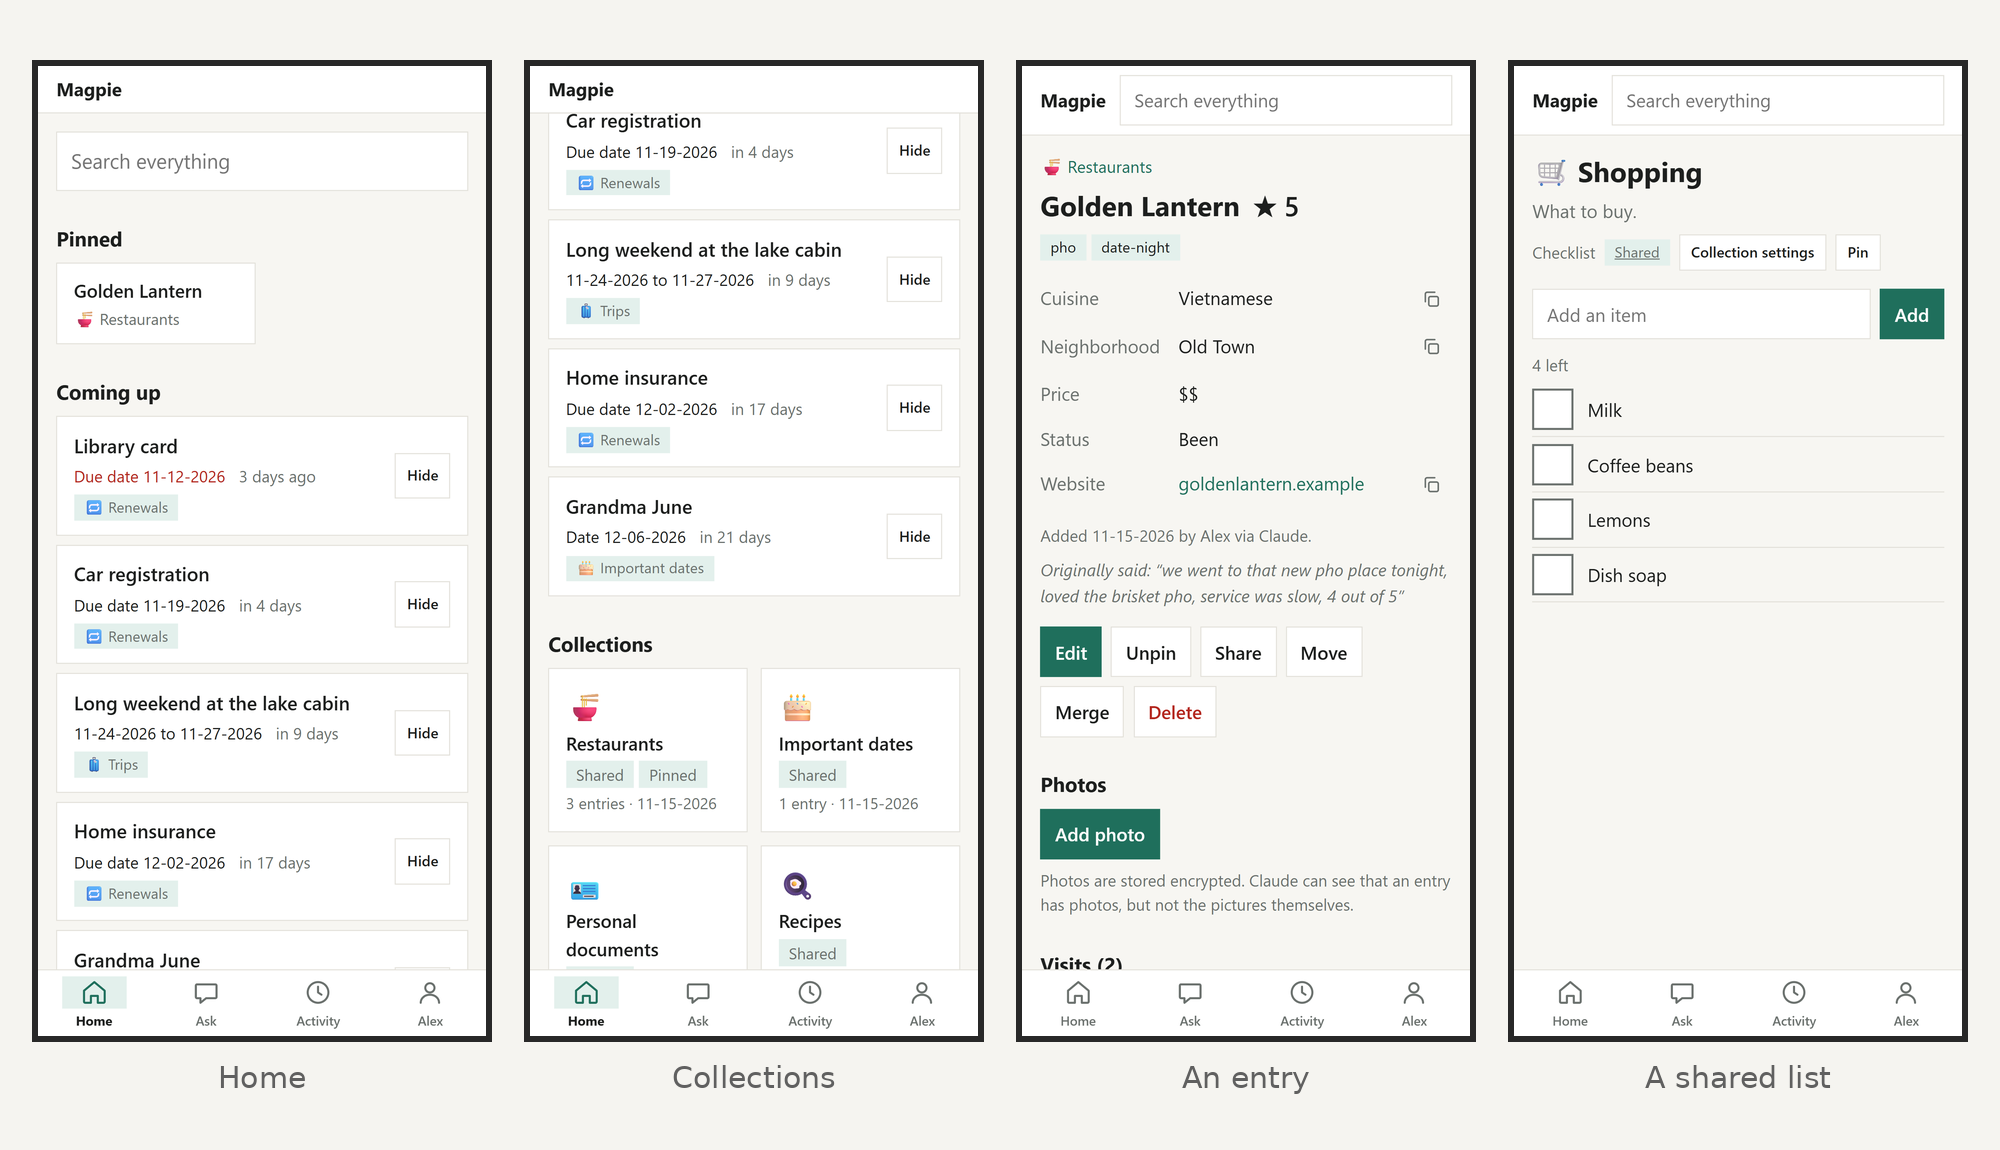 Magpie
Search everything
Pinned
Golden Lantern
Restaurants
Coming up
Library card
Due date 11-12-2026 3 days ago
Renewals
Hide
Car registration
Due date 11-19-2026 in 4 days
Renewals
Hide
Long weekend at the lake cabin
11-24-2026 to 11-27-2026 in 9 days
Trips
Hide
Home insurance
Due date 12-02-2026 in 17 days
Renewals
Hide
Grandma June
Home Ask Activity Alex
Home
Magpie
Car registration
Due date 11-19-2026 in 4 days
Renewals
Hide
Long weekend at the lake cabin
11-24-2026 to 11-27-2026 in 9 days
Trips
Hide
Home insurance
Due date 12-02-2026 in 17 days
Renewals
Hide
Grandma June
Date 12-06-2026 in 21 days
Important dates
Hide
Collections
Restaurants
Shared Pinned
3 entries · 11-15-2026
Important dates
Shared
1 entry · 11-15-2026
Personal
documents
Recipes
Shared
Home Ask Activity Alex
Collections
Magpie Search everything
Restaurants
Golden Lantern ★ 5
pho date-night
Cuisine Vietnamese
Neighborhood Old Town
Price $$
Status Been
Website goldenlantern.example
Added 11-15-2026 by Alex via Claude.
Originally said: “we went to that new pho place tonight,
loved the brisket pho, service was slow, 4 out of 5”
Edit Unpin Share Move
Merge Delete
Photos
Add photo
Photos are stored encrypted. Claude can see that an entry
has photos, but not the pictures themselves.
Visits (2)
Home Ask Activity Alex
An entry
Magpie Search everything
Shopping
What to buy.
Checklist Shared Collection settings Pin
Add an item Add
4 left
Milk
Coffee beans
Lemons
Dish soap
Home Ask Activity Alex
A shared list